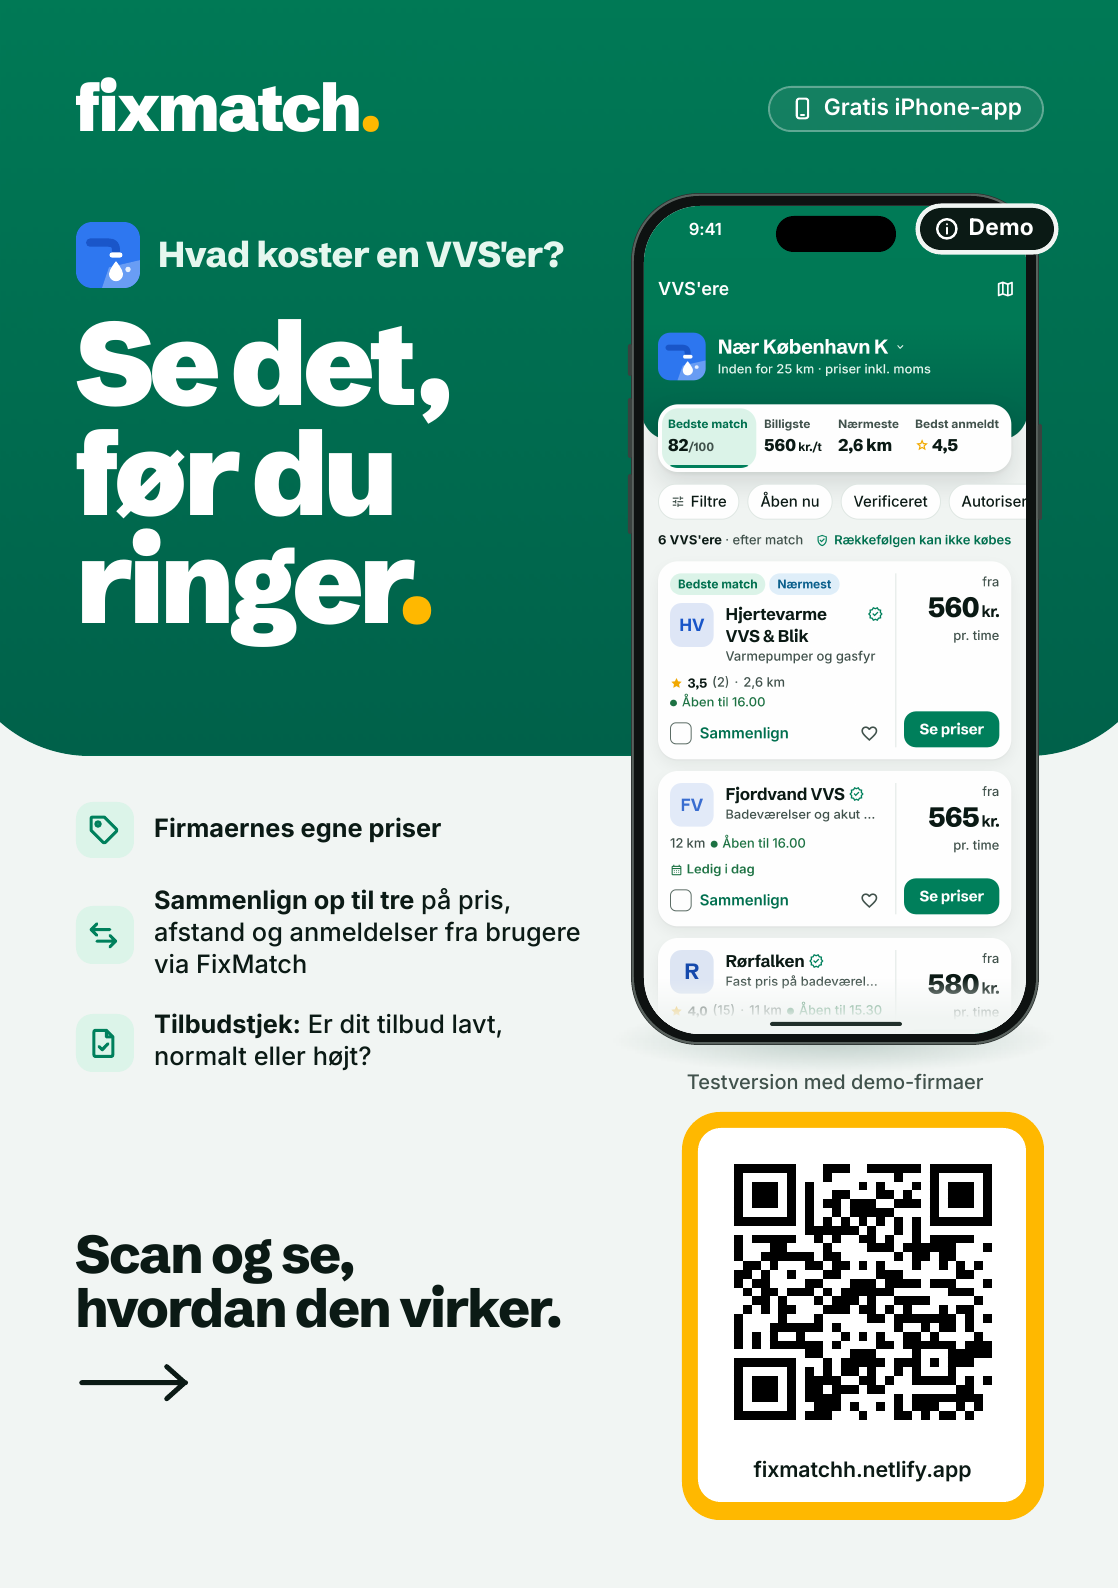 fixmatch.
Gratis iPhone-app
Hvad koster en VVS'er?
Se det,
før du
ringer.
9:41
Demo
VVS'ere
Nær København K
Inden for 25 km · priser inkl. moms
Bedste match Billigste Nærmeste Bedst anmeldt
82/100 560 kr./t 2,6 km 4,5
Filtre Åben nu Verificeret Autoriser
6 VVS'ere · efter match Rækkefølgen kan ikke købes
Bedste match Nærmest
HV
Hjertevarme
VVS & Blik
Varmepumper og gasfyr
3,5 (2) · 2,6 km
Åben til 16.00
Sammenlign
fra
560 kr.
pr. time
Se priser
FV
Fjordvand VVS
Badeværelser og akut ...
12 km Åben til 16.00
Ledig i dag
Sammenlign
fra
565 kr.
pr. time
Se priser
R
Rørfalken
Fast pris på badeværel...
4,0 (15) · 11 km Åben til 15.30
fra
580 kr.
pr. time
Testversion med demo-firmaer
Firmaernes egne priser
Sammenlign op til tre på pris,
afstand og anmeldelser fra brugere
via FixMatch
Tilbudstjek: Er dit tilbud lavt,
normalt eller højt?
Scan og se,
hvordan den virker.
fixmatchh.netlify.app